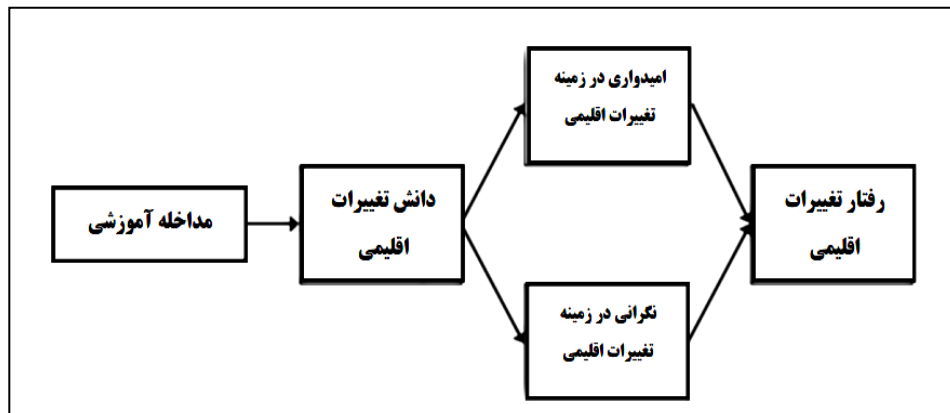 مداخله آموزشی
دانش تغییرات
اقلیمی
امیدواری در زمینه
تغییرات اقلیمی
نگرانی در زمینه
تغییرات اقلیمی
رفتار تغییرات
اقلیمی